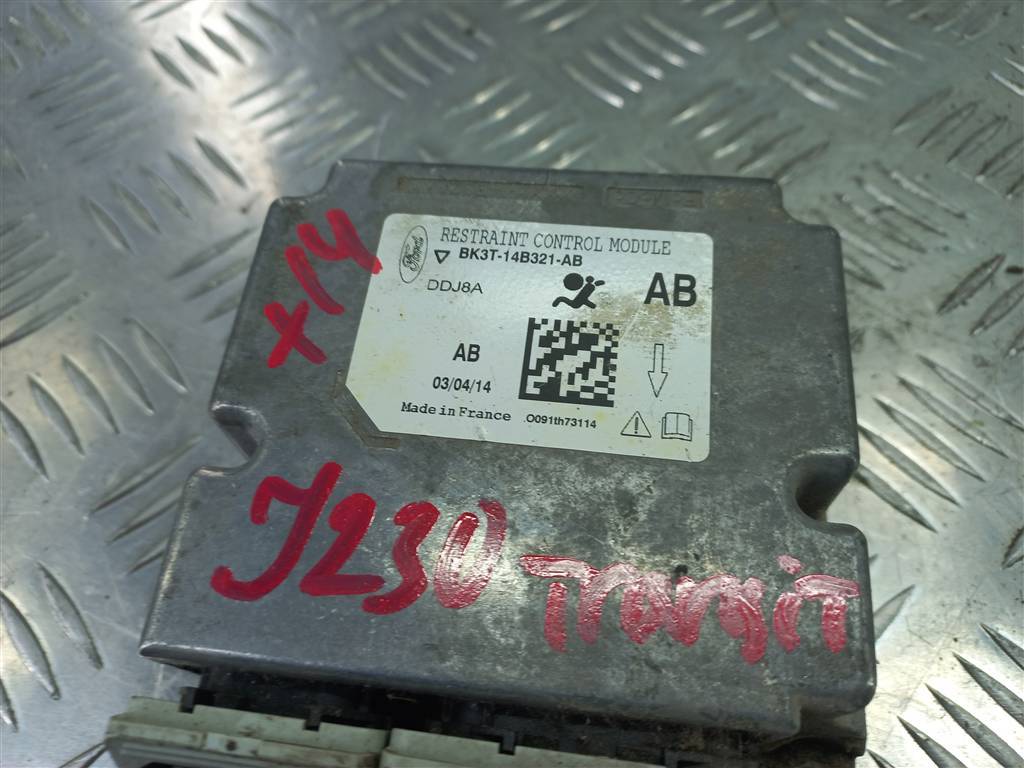 RESTRAINT CONTROL MODULE
Ford
BK3T-14B321-AB
DDJ8A
AB
AB
03/04/14
Made in France
.O091th73114
x14
J230 Transit